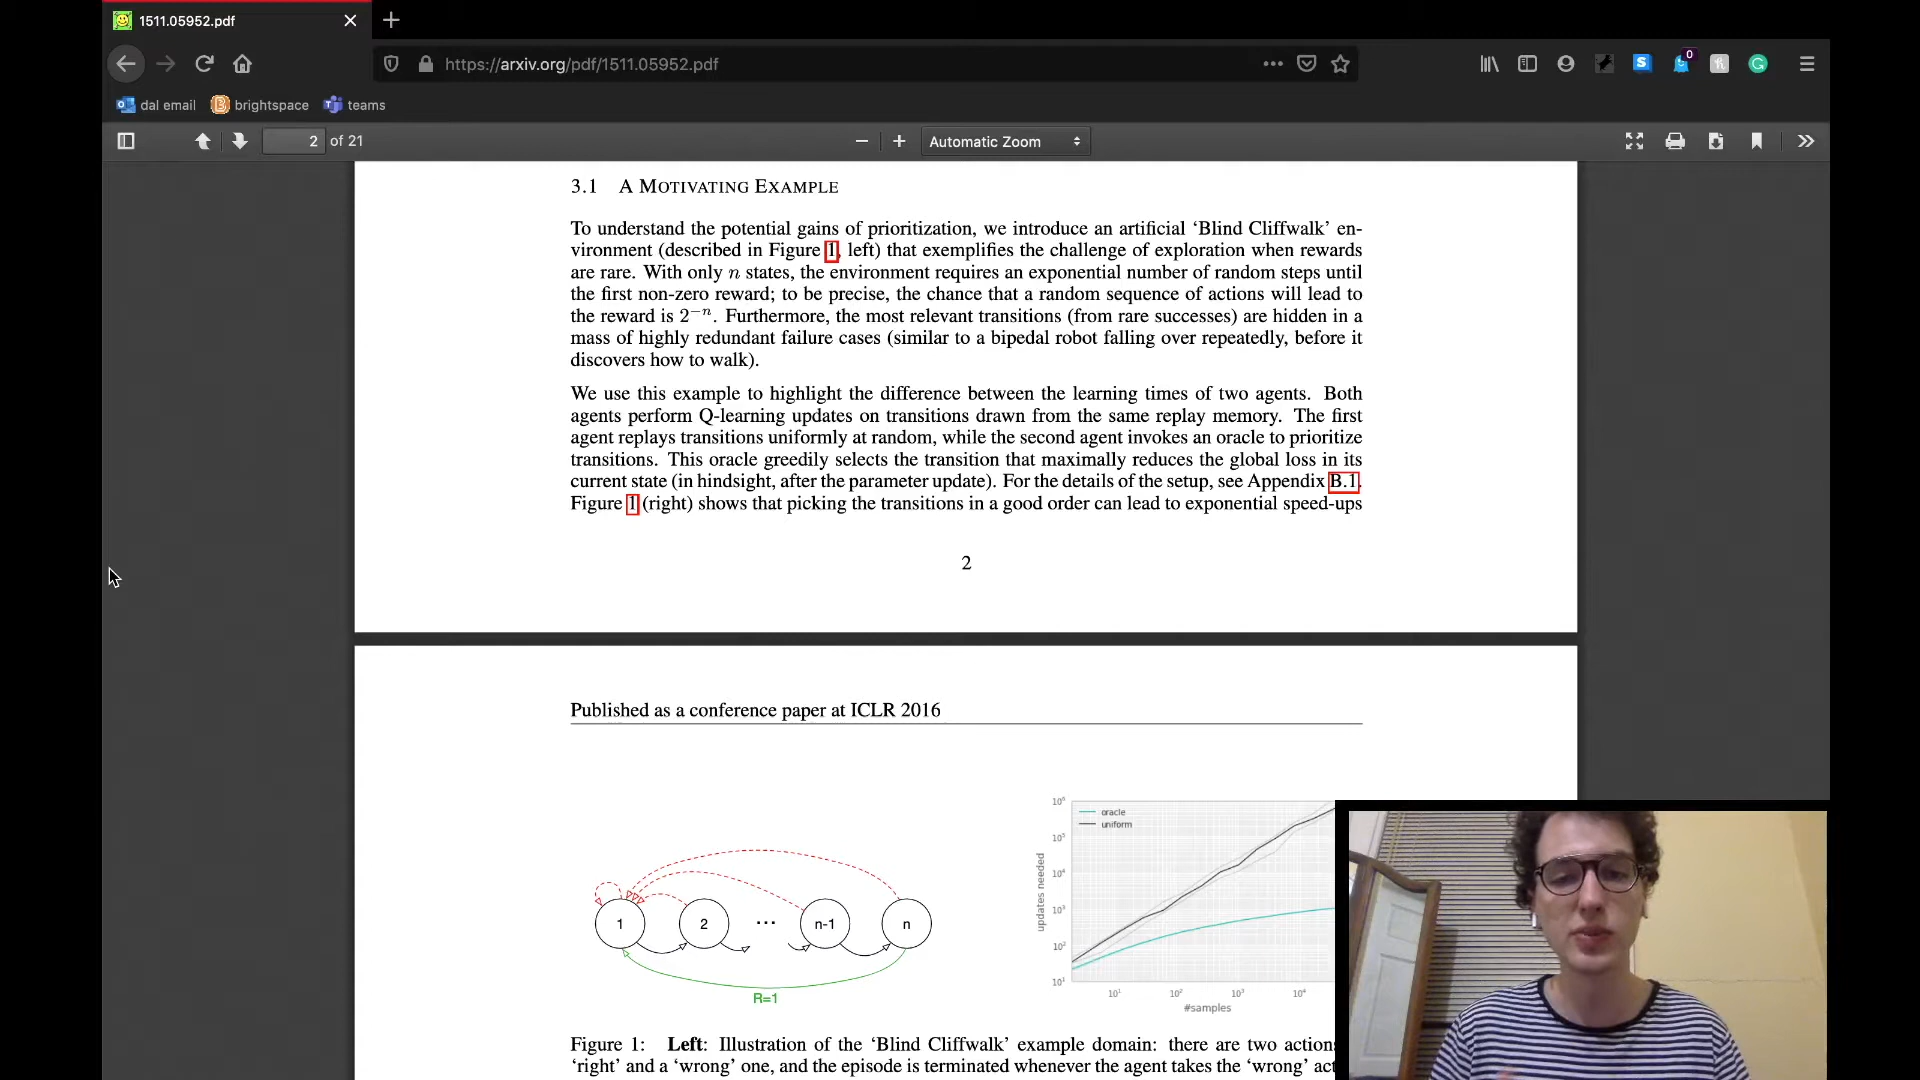 1511.05952.pdf
https://arxiv.org/pdf/1511.05952.pdf
0
dal email
brightspace
teams
2 of 21
Automatic Zoom
3.1 A MOTIVATING EXAMPLE
To understand the potential gains of prioritization, we introduce an artificial ‘Blind Cliffwalk’ en-
vironment (described in Figure 1, left) that exemplifies the challenge of exploration when rewards
are rare. With only n states, the environment requires an exponential number of random steps until
the first non-zero reward; to be precise, the chance that a random sequence of actions will lead to
the reward is 2⁻ⁿ. Furthermore, the most relevant transitions (from rare successes) are hidden in a
mass of highly redundant failure cases (similar to a bipedal robot falling over repeatedly, before it
discovers how to walk).
We use this example to highlight the difference between the learning times of two agents. Both
agents perform Q-learning updates on transitions drawn from the same replay memory. The first
agent replays transitions uniformly at random, while the second agent invokes an oracle to prioritize
transitions. This oracle greedily selects the transition that maximally reduces the global loss in its
current state (in hindsight, after the parameter update). For the details of the setup, see Appendix B.1.
Figure 1 (right) shows that picking the transitions in a good order can lead to exponential speed-ups
2
Published as a conference paper at ICLR 2016
1 2 ... n-1 n
R=1
oracle
uniform
updates needed
10⁶
10⁵
10⁴
10³
10²
10¹
10¹ 10² 10³ 10⁴
#samples
Figure 1: Left: Illustration of the ‘Blind Cliffwalk’ example domain: there are two actions
‘right’ and a ‘wrong’ one, and the episode is terminated whenever the agent takes the ‘wrong’ act